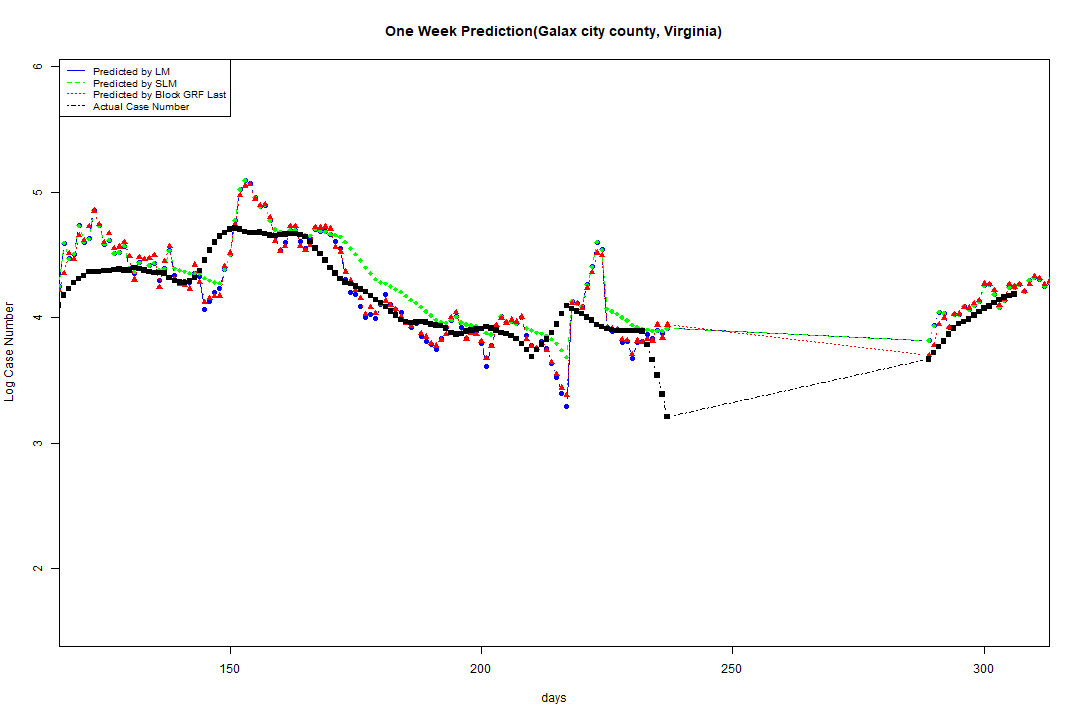 One Week Prediction(Galax city county, Virginia)
Predicted by LM
Predicted by SLM
Predicted by Block GRF Last
Actual Case Number
6
5
4
3
2
Log Case Number
150
200
250
300
days